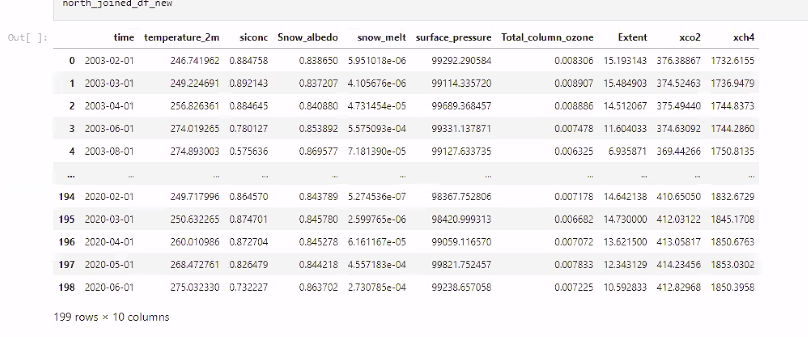 north_joined_df_new
Out[ ]:
time temperature_2m siconc Snow_albedo snow_melt surface_pressure Total_column_ozone Extent xco2 xch4
0 2003-02-01 246.741962 0.884758 0.838650 5.951018e-06 99292.290584 0.008306 15.193143 376.38867 1732.6155
1 2003-03-01 249.224691 0.892143 0.837207 4.105676e-06 99114.335720 0.008907 15.484903 374.52463 1736.9479
2 2003-04-01 256.826361 0.884645 0.840880 4.731454e-05 99689.368457 0.008886 14.512067 375.49440 1744.8373
3 2003-06-01 274.019265 0.780127 0.853892 5.575093e-04 99331.137871 0.007478 11.604033 374.63092 1744.2860
4 2003-08-01 274.893003 0.575636 0.869577 7.181390e-05 99127.633735 0.006325 6.935871 369.44266 1750.8135
... ... ... ... ... ... ... ... ... ... ...
194 2020-02-01 249.717996 0.864570 0.843789 5.274536e-07 98367.752806 0.007178 14.642138 410.65050 1832.6729
195 2020-03-01 250.632265 0.874701 0.845780 2.599765e-06 98420.999313 0.006682 14.730000 412.03122 1845.1708
196 2020-04-01 260.010986 0.872704 0.845278 6.161167e-05 99059.116570 0.007072 13.621500 413.05817 1850.6763
197 2020-05-01 268.472761 0.826479 0.844218 4.557183e-04 99821.752457 0.007833 12.343129 414.23456 1853.0302
198 2020-06-01 275.032330 0.732227 0.863702 2.730785e-04 99238.657058 0.007225 10.592833 412.82968 1850.3958
199 rows × 10 columns